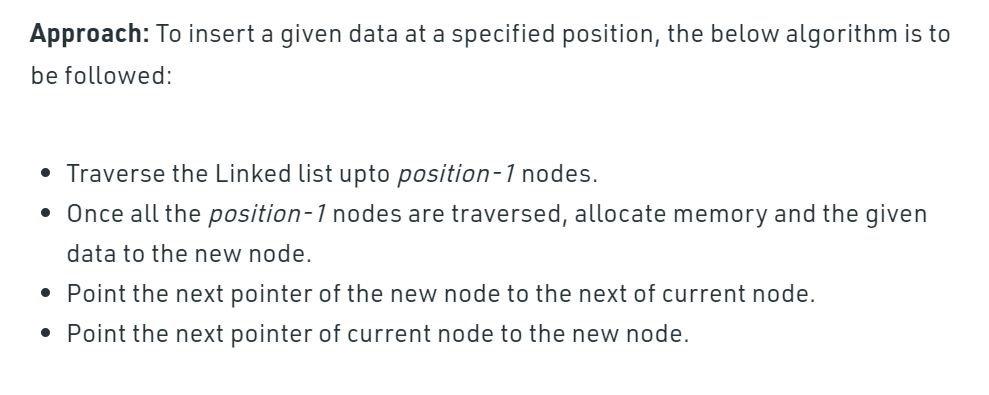 Approach: To insert a given data at a specified position, the below algorithm is to
be followed:
• Traverse the Linked list upto position-1 nodes.
• Once all the position-1 nodes are traversed, allocate memory and the given
data to the new node.
• Point the next pointer of the new node to the next of current node.
• Point the next pointer of current node to the new node.